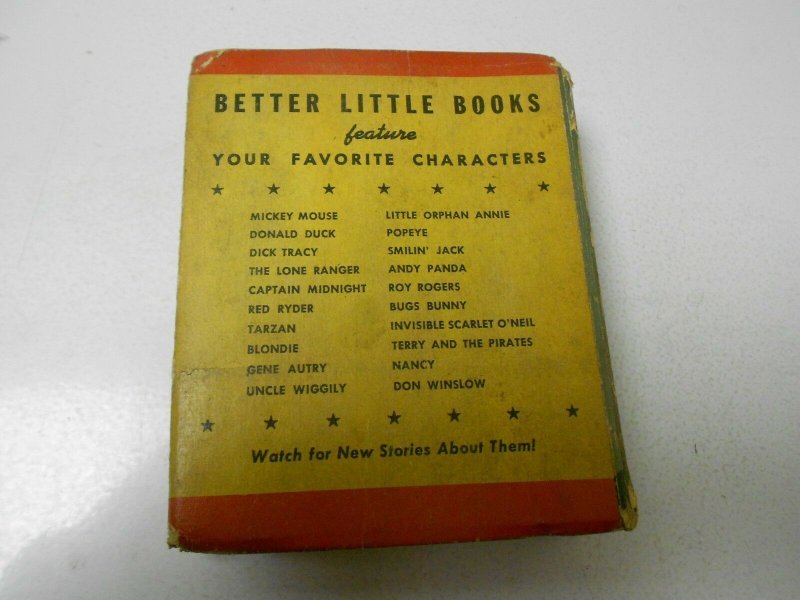 BETTER LITTLE BOOKS
feature
YOUR FAVORITE CHARACTERS
MICKEY MOUSE
DONALD DUCK
DICK TRACY
THE LONE RANGER
CAPTAIN MIDNIGHT
RED RYDER
TARZAN
BLONDIE
GENE AUTRY
UNCLE WIGGILY
LITTLE ORPHAN ANNIE
POPEYE
SMILIN' JACK
ANDY PANDA
ROY ROGERS
BUGS BUNNY
INVISIBLE SCARLET O'NEIL
TERRY AND THE PIRATES
NANCY
DON WINSLOW
Watch for New Stories About Them!